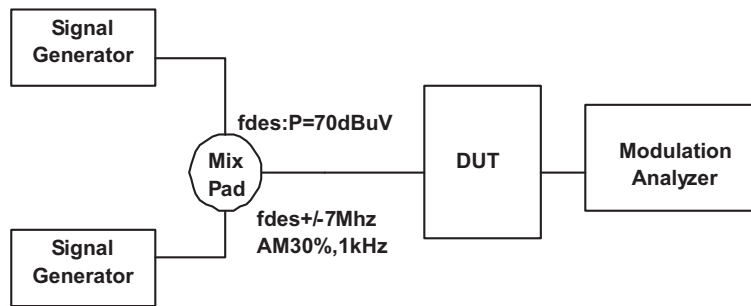 Signal
Generator
fdes:P=70dBuV
Mix
Pad
DUT
Modulation
Analyzer
fdes+/-7Mhz
AM30%,1kHz
Signal
Generator